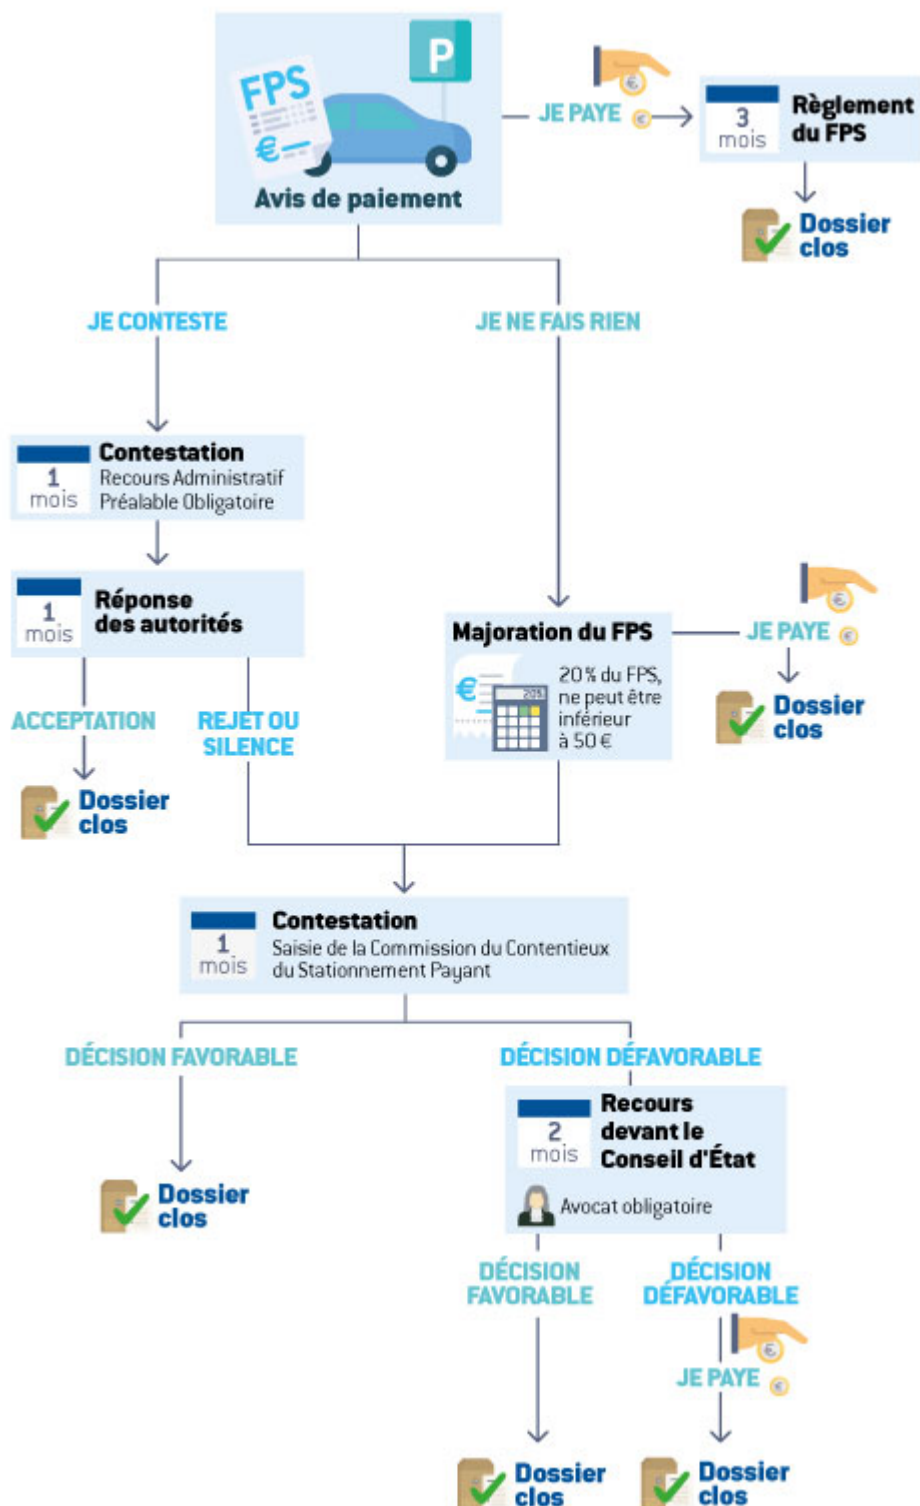 P
FPS
€
Avis de paiement
JE PAYE
€
€
3
mois
Règlement
du FPS
Dossier
clos
JE CONTESTE
JE NE FAIS RIEN
1
mois
Contestation
Recours Administratif
Préalable Obligatoire
1
mois
Réponse
des autorités
ACCEPTATION
REJET OU
SILENCE
Dossier
clos
Majoration du FPS
€
20%
20% du FPS,
ne peut être
inférieur
à 50 €
€
JE PAYE
€
Dossier
clos
1
mois
Contestation
Saisie de la Commission du Contentieux
du Stationnement Payant
DÉCISION FAVORABLE
DÉCISION DÉFAVORABLE
Dossier
clos
2
mois
Recours
devant le
Conseil d'État
Avocat obligatoire
DÉCISION
FAVORABLE
DÉCISION
DÉFAVORABLE
€
JE PAYE
€
Dossier
clos
Dossier
clos